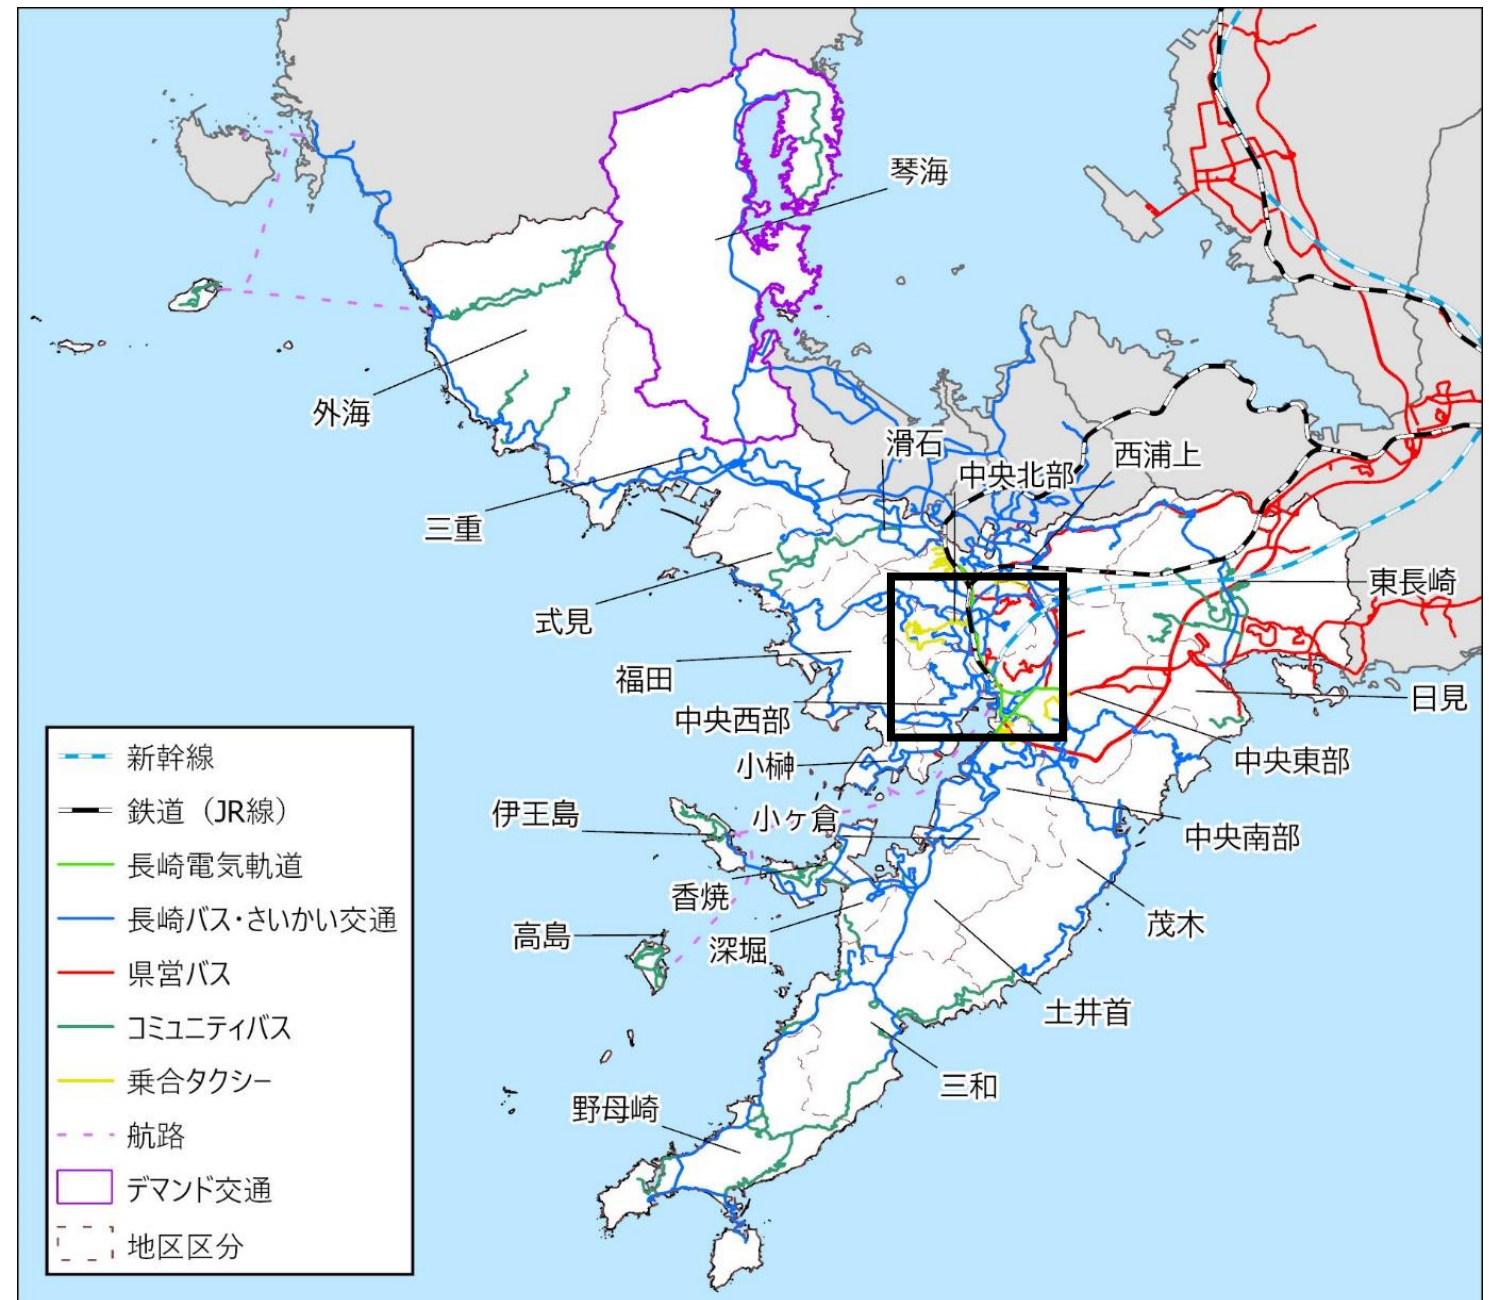 琴海
外海
滑石
中央北部
西浦上
三重
東長崎
式見
福田
日見
中央西部
中央東部
小榊
伊王島
小ヶ倉
中央南部
香焼
茂木
高島
深堀
土井首
三和
野母崎
新幹線
鉄道（JR線）
長崎電気軌道
長崎バス・さいかい交通
県営バス
コミュニティバス
乗合タクシー
航路
デマンド交通
地区区分